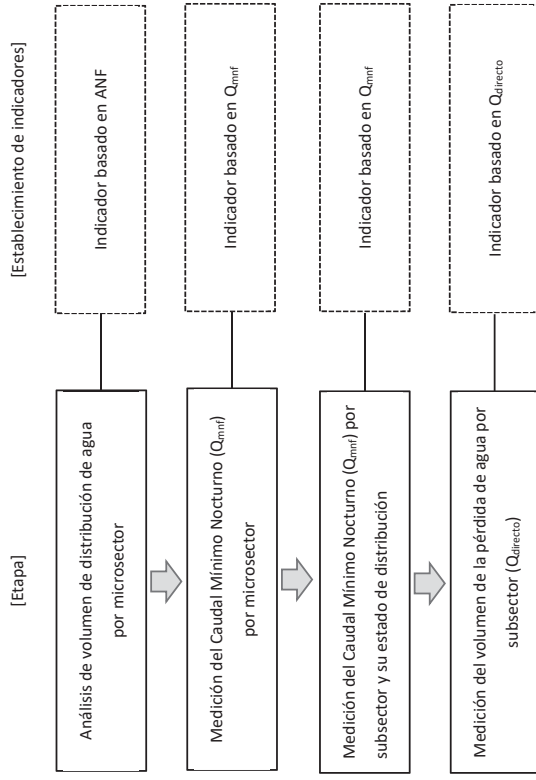 [Etapa]
[Establecimiento de indicadores]
Análisis de volumen de distribución de agua
por microsector
Indicador basado en ANF
Medición del Caudal Mínimo Nocturno (Qmnf)
por microsector
Indicador basado en Qmnf
Medición del Caudal Mínimo Nocturno (Qmnf) por
subsector y su estado de distribución
Indicador basado en Qmnf
Medición del volumen de la pérdida de agua por
subsector (Qdirecto)
Indicador basado en Qdirecto